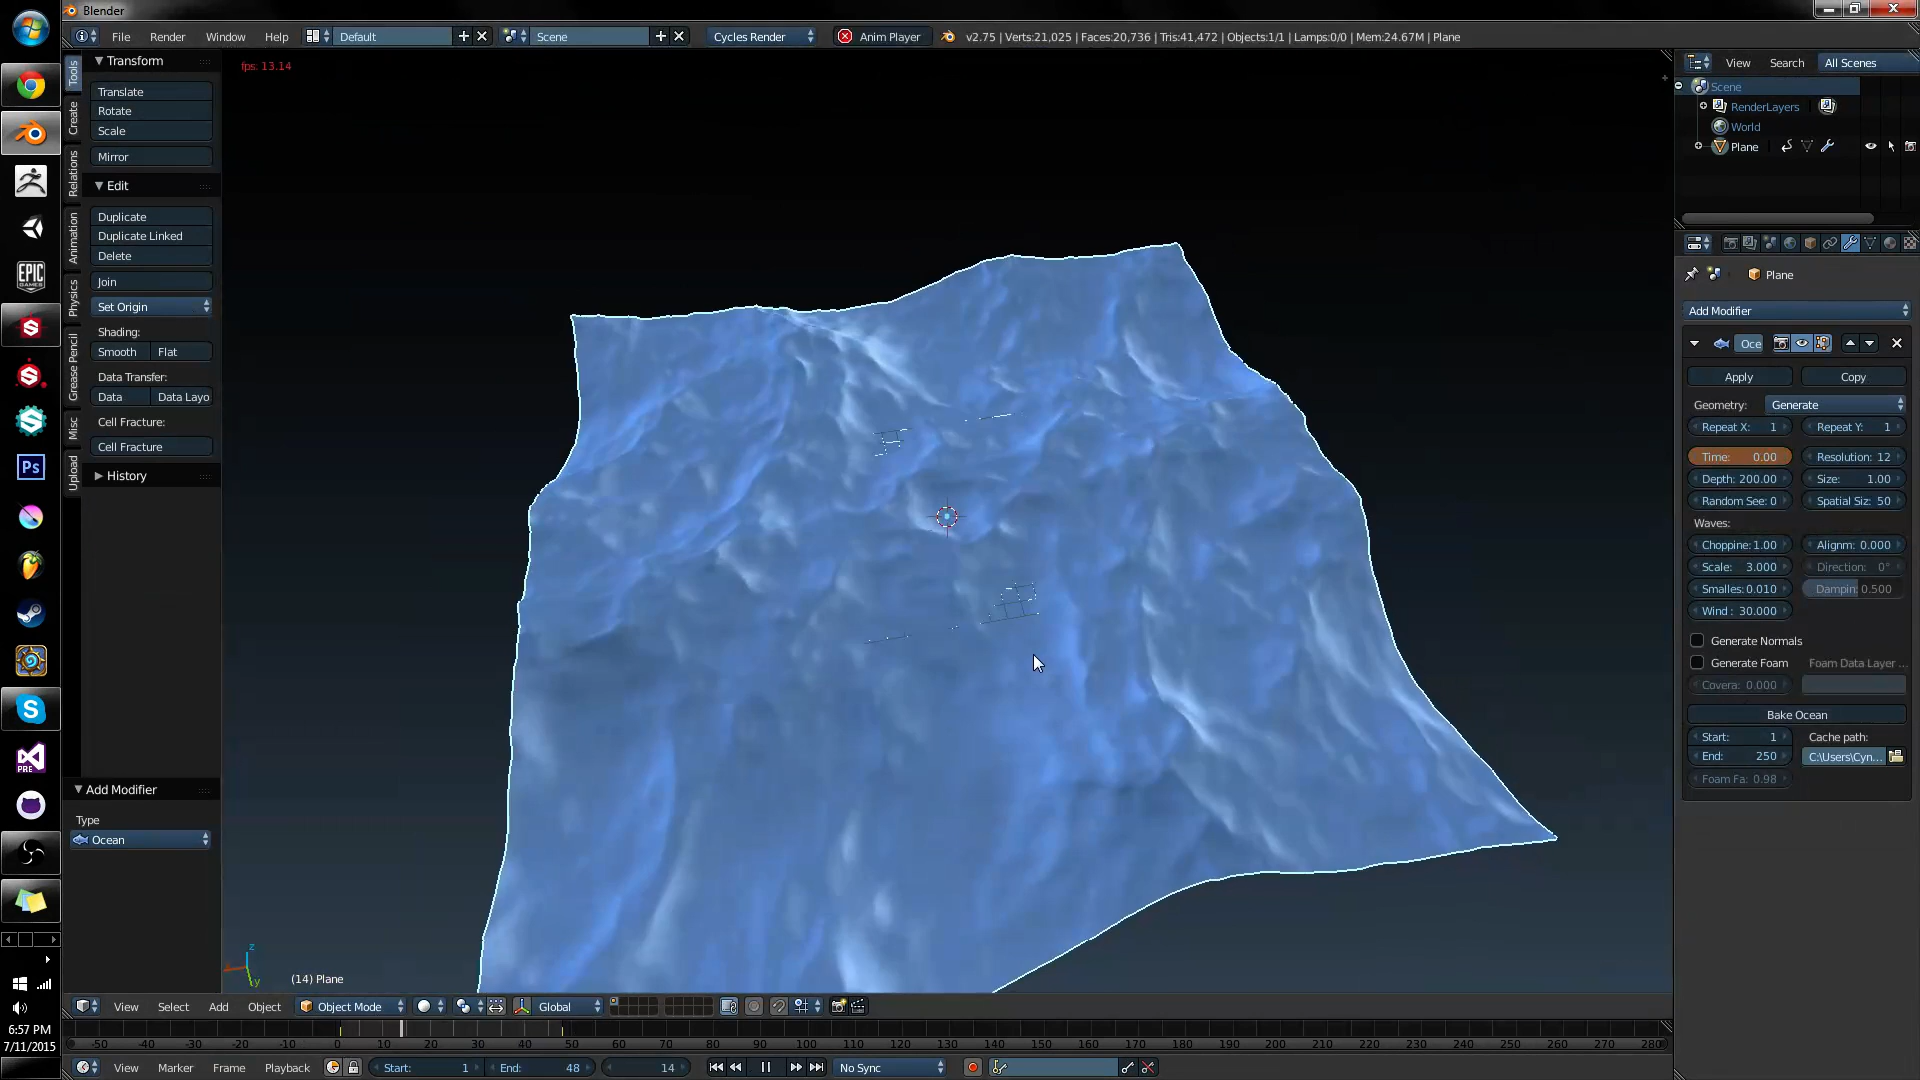 Blender
File Render Window Help Default Scene Cycles Render Anim Player v2.75 | Verts:21,025 | Faces:20,736 | Tris:41,472 | Objects:1/1 | Lamps:0/0 | Mem:24.67M | Plane
fps: 13.14
Tools
Create
Relations
Animation
Physics
Grease Pencil
Misc
Upload
Transform
Translate
Rotate
Scale
Mirror
Edit
Duplicate
Duplicate Linked
Delete
Join
Set Origin
Shading:
Smooth Flat
Data Transfer:
Data Data Layo
Cell Fracture:
Cell Fracture
History
Add Modifier
Type
Ocean
EPIC
GAMES
Ps
PRE
6:57 PM
7/11/2015
View Search All Scenes
Scene
RenderLayers
World
Plane
Plane
Add Modifier
Oce
Apply Copy
Geometry: Generate
Repeat X: 1 Repeat Y: 1
Time: 0.00 Resolution: 12
Depth: 200.00 Size: 1.00
Random See: 0 Spatial Siz: 50
Waves:
Choppine: 1.00 Alignm: 0.000
Scale: 3.000 Direction: 0°
Smalles: 0.010 Dampin: 0.500
Wind : 30.000
Generate Normals
Generate Foam Foam Data Layer ...
Covera: 0.000
Bake Ocean
Start: 1 Cache path:
End: 250 C:\Users\Cyn...
Foam Fa: 0.98
z
y
(14) Plane
View Select Add Object Object Mode Global
-50 -40 -30 -20 -10 0 10 20 30 40 50 60 70 80 90 100 110 120 130 140 150 160 170 180 190 200 210 220 230 240 250 260 270 280
View Marker Frame Playback Start: 1 End: 48 14 No Sync